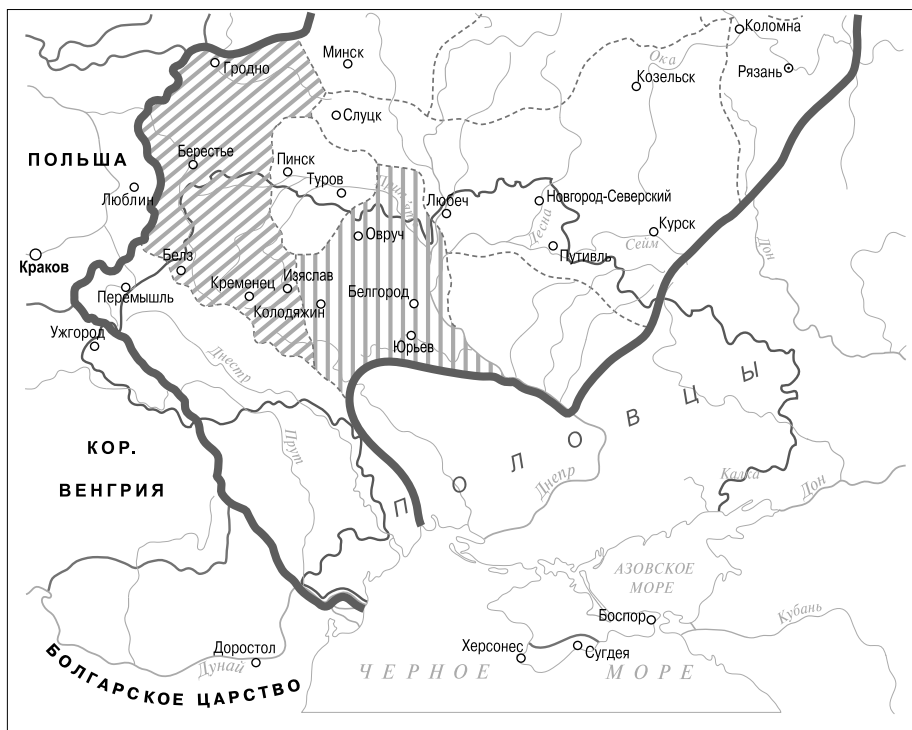 Коломна
Минск
Ока
Гродно
Рязань
Козельск
Слуцк
ПОЛЬША
Берестье
Пинск
Туров
Люблин
Припять
Любеч
Новгород-Северский
Десна
Курск
Овруч
Сейм
Путивль
Дон
Краков
Белз
Изяслав
Кременец
Белгород
Перемышль
Колодяжин
Ужгород
Юрьев
Днестр
ПОЛОВЦЫ
КОР.
ВЕНГРИЯ
Прут
Днепр
Калка
Дон
АЗОВСКОЕ
МОРЕ
Боспор
Кубань
Доростол
Дунай
Херсонес
Сугдея
ЧЕРНОЕ МОРЕ
БОЛГАРСКОЕ ЦАРСТВО